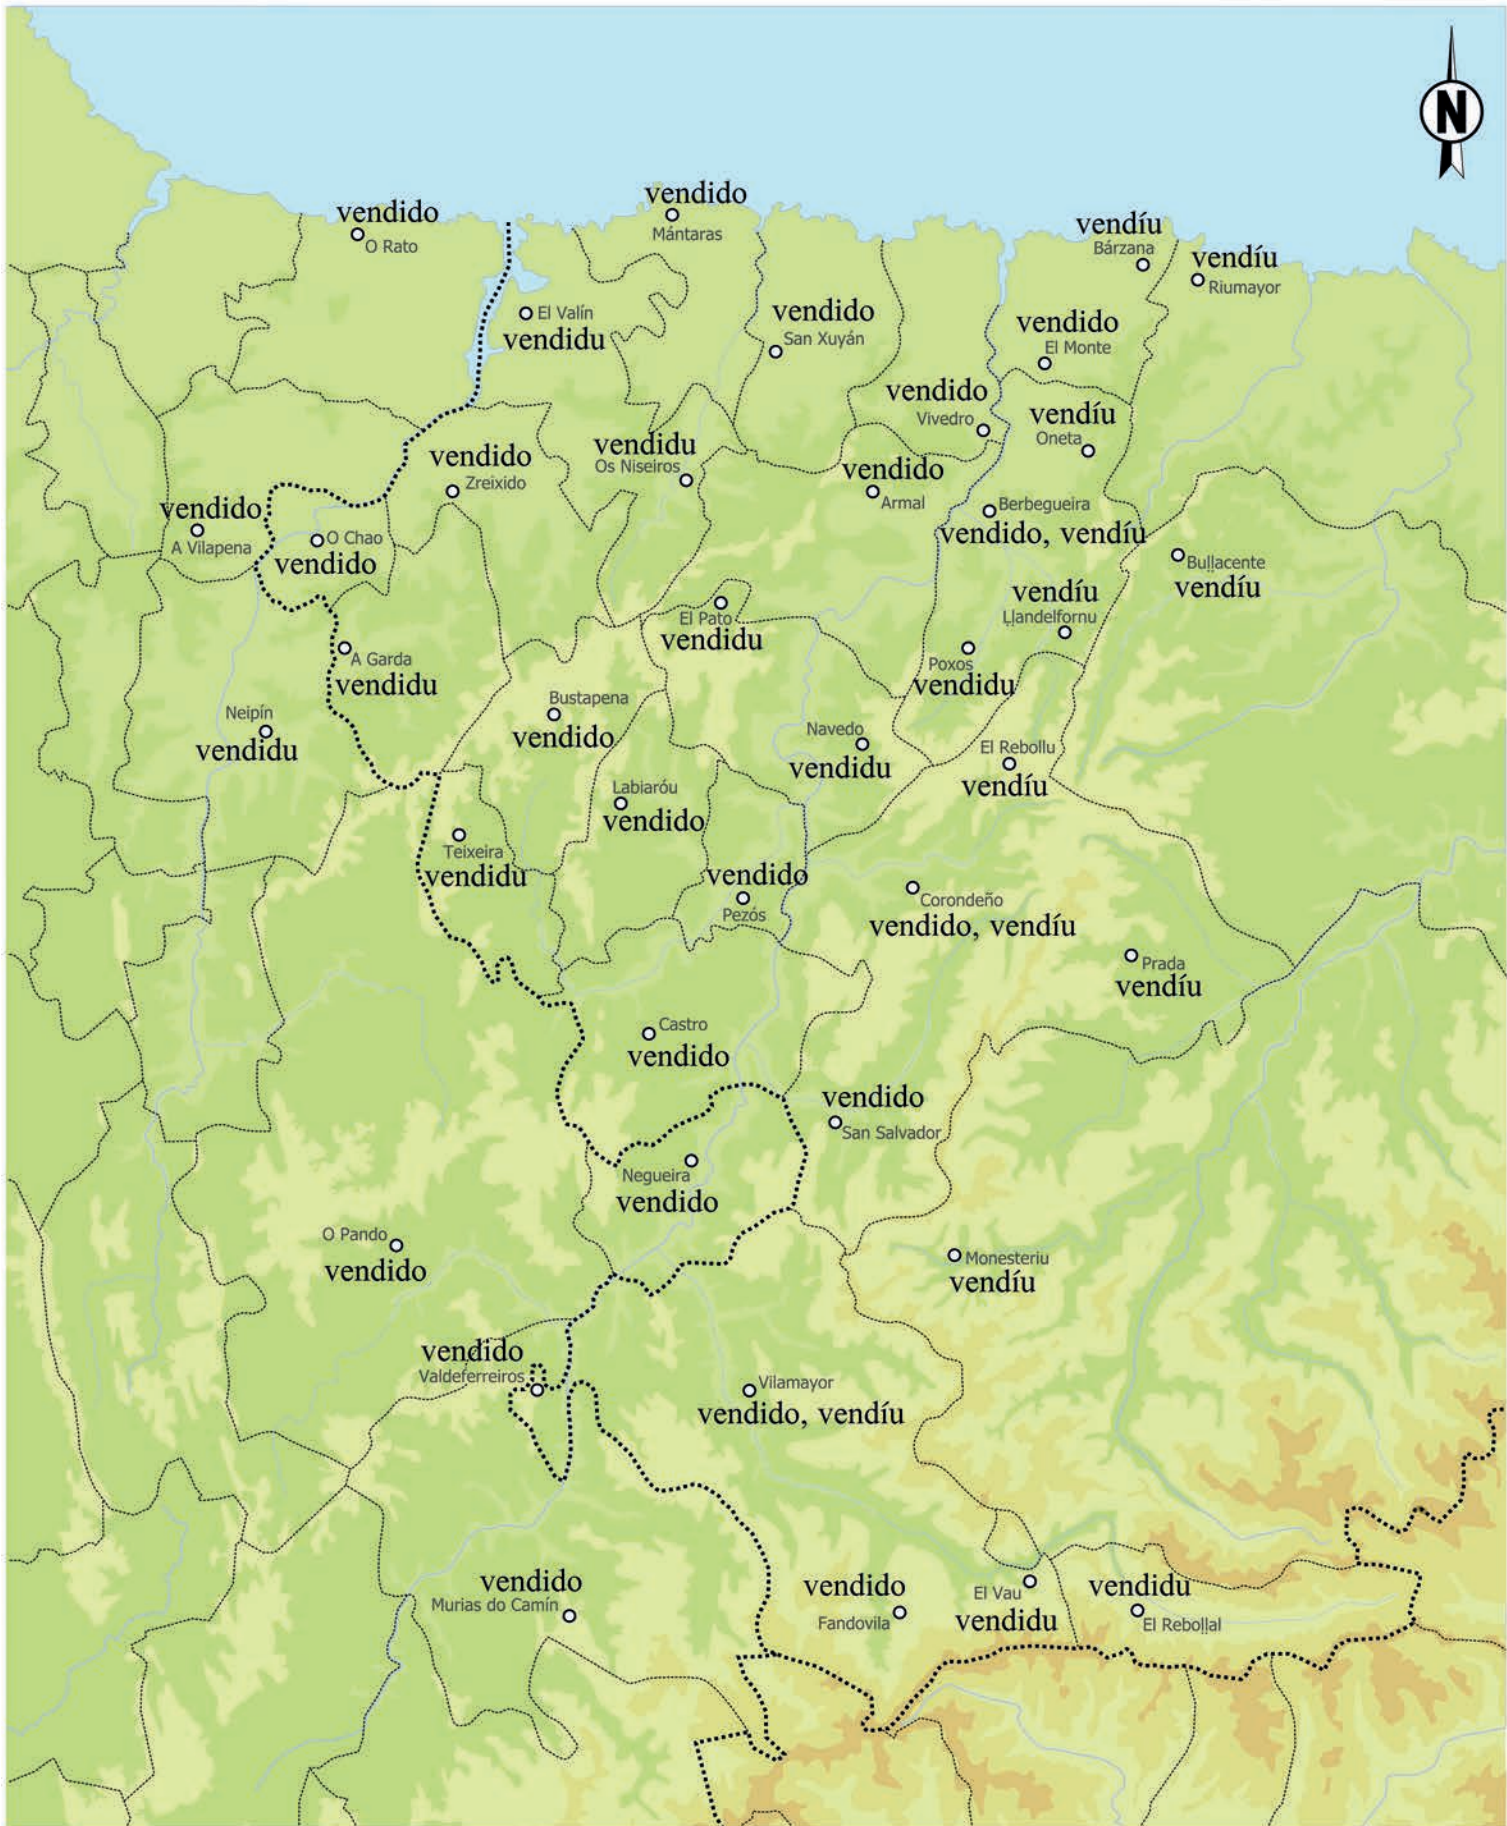 N
vendido
Mántaras
vendido
O Rato
vendíu
Bárzana
vendíu
Riumayor
El Valín
vendidu
vendido
San Xuyán
vendido
El Monte
vendido
Vivedro
vendíu
Oneta
vendidu
Os Niseiros
vendido
Zreixido
vendido
Armal
vendido
A Vilapena
O Chao
vendido
Berbegueira
vendido, vendíu
Buḷḷacente
vendíu
vendíu
Ḷḷandelfornu
El Pato
vendidu
A Garda
vendidu
Poxos
vendidu
Bustapena
vendido
Neipín
vendidu
Navedo
vendidu
El Rebollu
vendíu
Labiaróu
vendido
Teixeira
vendidu
vendido
Pezós
Corondeño
vendido, vendíu
Prada
vendíu
Castro
vendido
vendido
San Salvador
Negueira
vendido
O Pando
vendido
Monesteriu
vendíu
vendido
Valdeferreiros
Vilamayor
vendido, vendíu
vendido
Murias do Camín
vendido
Fandovila
El Vau
vendidu
vendidu
El Reboḷḷal